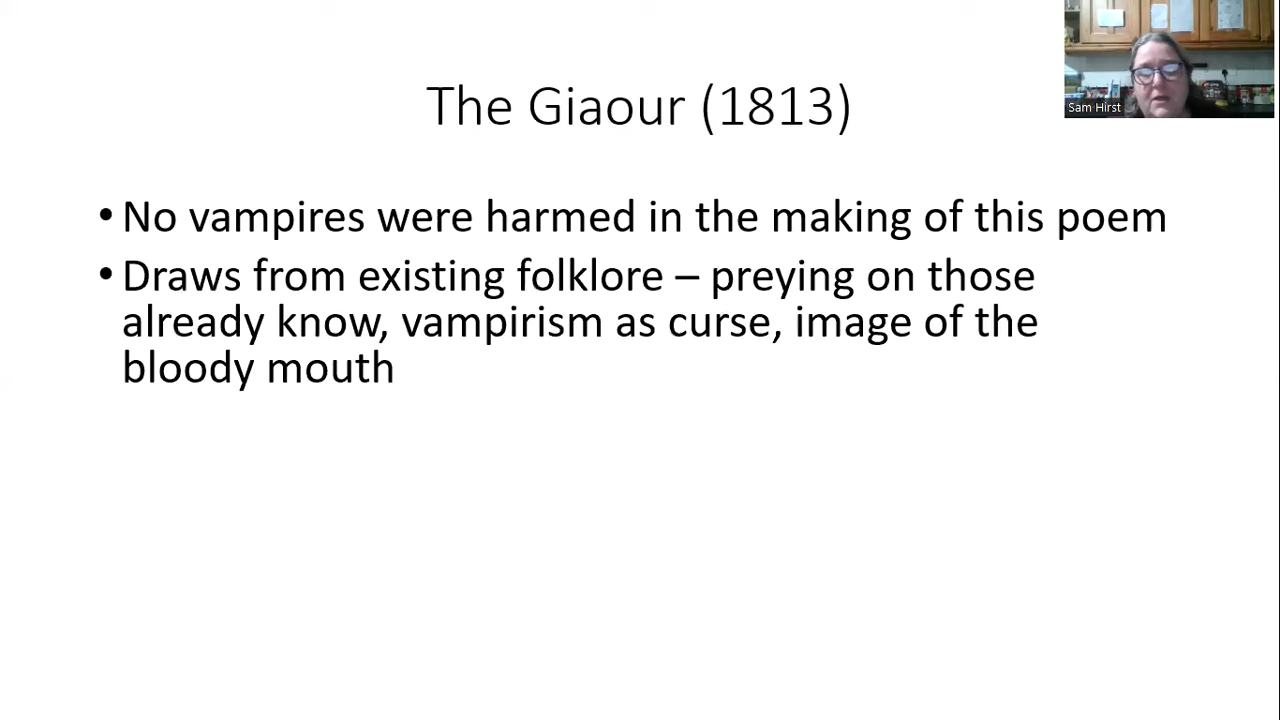 The Giaour (1813)
Sam Hirst
• No vampires were harmed in the making of this poem
• Draws from existing folklore – preying on those
already know, vampirism as curse, image of the
bloody mouth